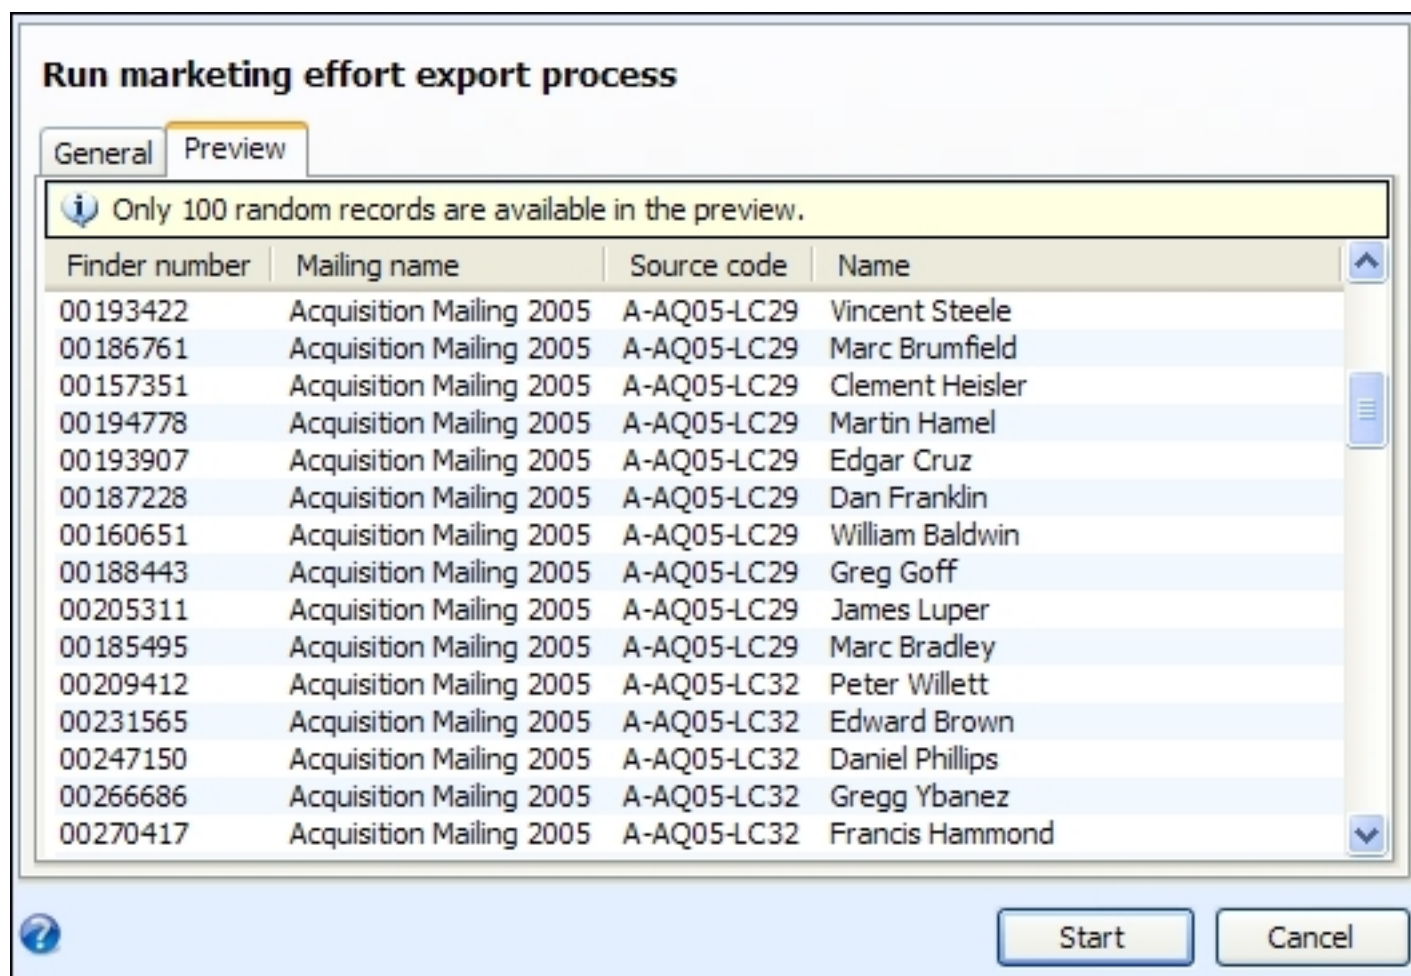 Run marketing effort export process
General Preview
Only 100 random records are available in the preview.
Finder number Mailing name Source code Name
00193422 Acquisition Mailing 2005 A-AQ05-LC29 Vincent Steele
00186761 Acquisition Mailing 2005 A-AQ05-LC29 Marc Brumfield
00157351 Acquisition Mailing 2005 A-AQ05-LC29 Clement Heisler
00194778 Acquisition Mailing 2005 A-AQ05-LC29 Martin Hamel
00193907 Acquisition Mailing 2005 A-AQ05-LC29 Edgar Cruz
00187228 Acquisition Mailing 2005 A-AQ05-LC29 Dan Franklin
00160651 Acquisition Mailing 2005 A-AQ05-LC29 William Baldwin
00188443 Acquisition Mailing 2005 A-AQ05-LC29 Greg Goff
00205311 Acquisition Mailing 2005 A-AQ05-LC29 James Luper
00185495 Acquisition Mailing 2005 A-AQ05-LC29 Marc Bradley
00209412 Acquisition Mailing 2005 A-AQ05-LC32 Peter Willett
00231565 Acquisition Mailing 2005 A-AQ05-LC32 Edward Brown
00247150 Acquisition Mailing 2005 A-AQ05-LC32 Daniel Phillips
00266686 Acquisition Mailing 2005 A-AQ05-LC32 Gregg Ybanez
00270417 Acquisition Mailing 2005 A-AQ05-LC32 Francis Hammond
Start Cancel